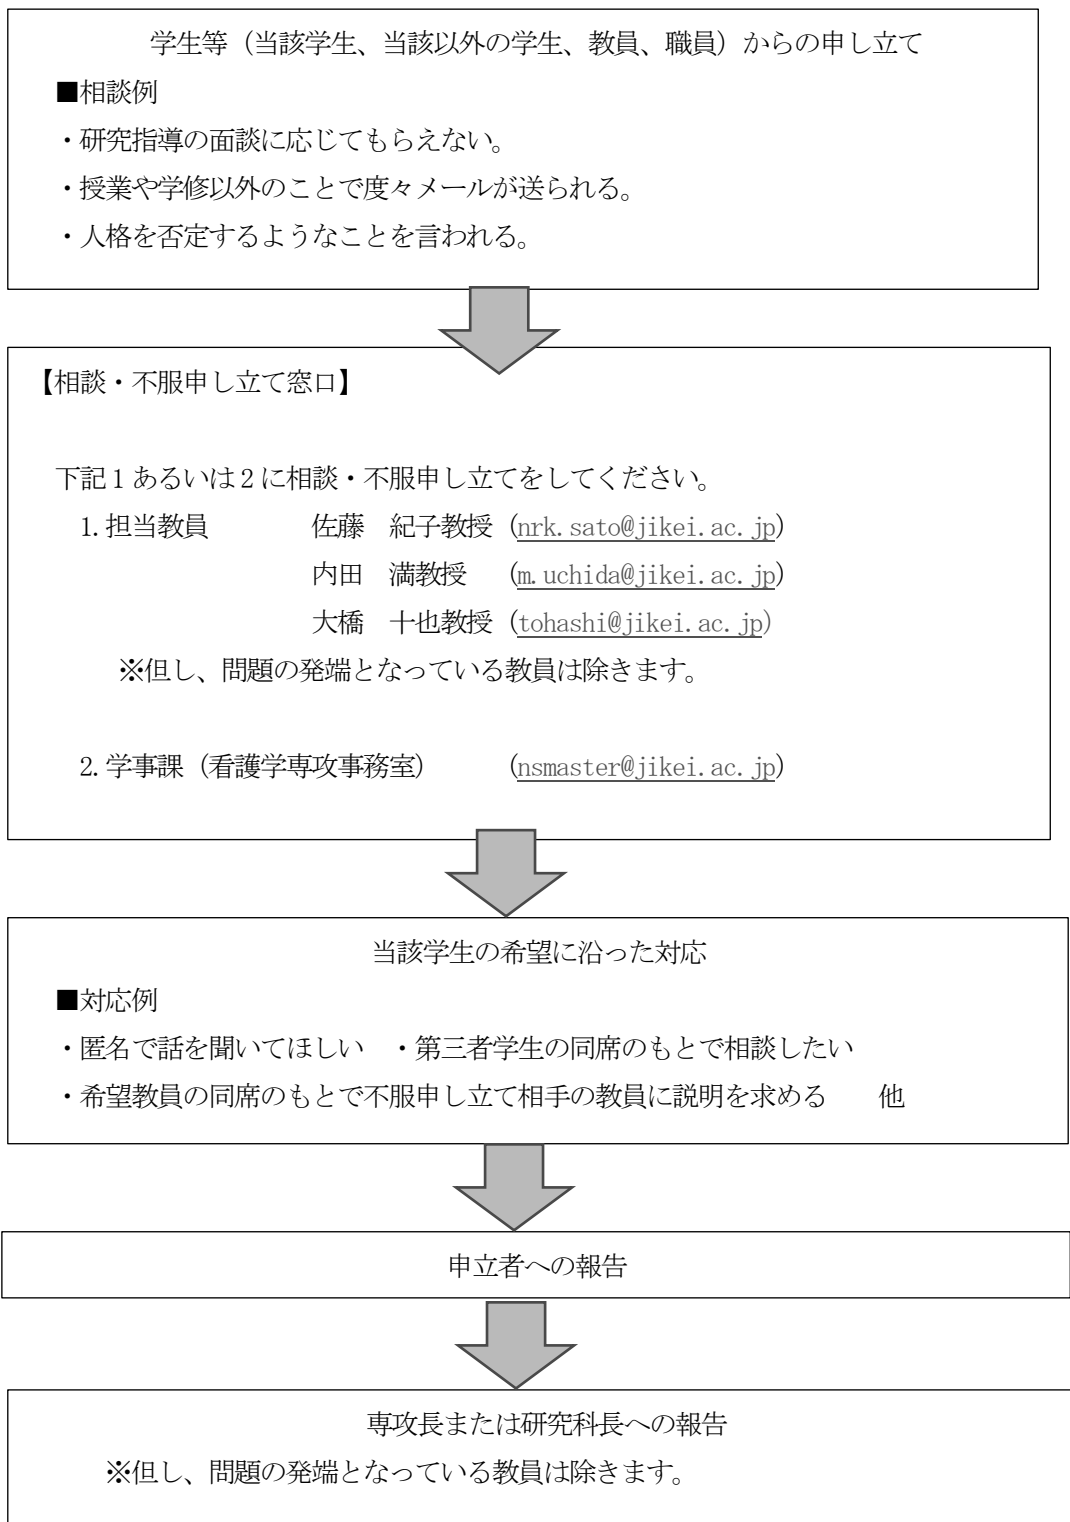 学生等（当該学生、当該以外の学生、教員、職員）からの申し立て
■相談例
・研究指導の面談に応じてもらえない。
・授業や学修以外のことで度々メールが送られる。
・人格を否定するようなことを言われる。
【相談・不服申し立て窓口】
下記1あるいは2に相談・不服申し立てをしてください。
1.担当教員 佐藤 紀子教授（nrk.sato@jikei.ac.jp）
内田 満教授 （m.uchida@jikei.ac.jp）
大橋 十也教授（tohashi@jikei.ac.jp）
※但し、問題の発端となっている教員は除きます。
2.学事課（看護学専攻事務室） （nsmaster@jikei.ac.jp）
当該学生の希望に沿った対応
■対応例
・匿名で話を聞いてほしい ・第三者学生の同席のもとで相談したい
・希望教員の同席のもとで不服申し立て相手の教員に説明を求める 他
申立者への報告
専攻長または研究科長への報告
※但し、問題の発端となっている教員は除きます。